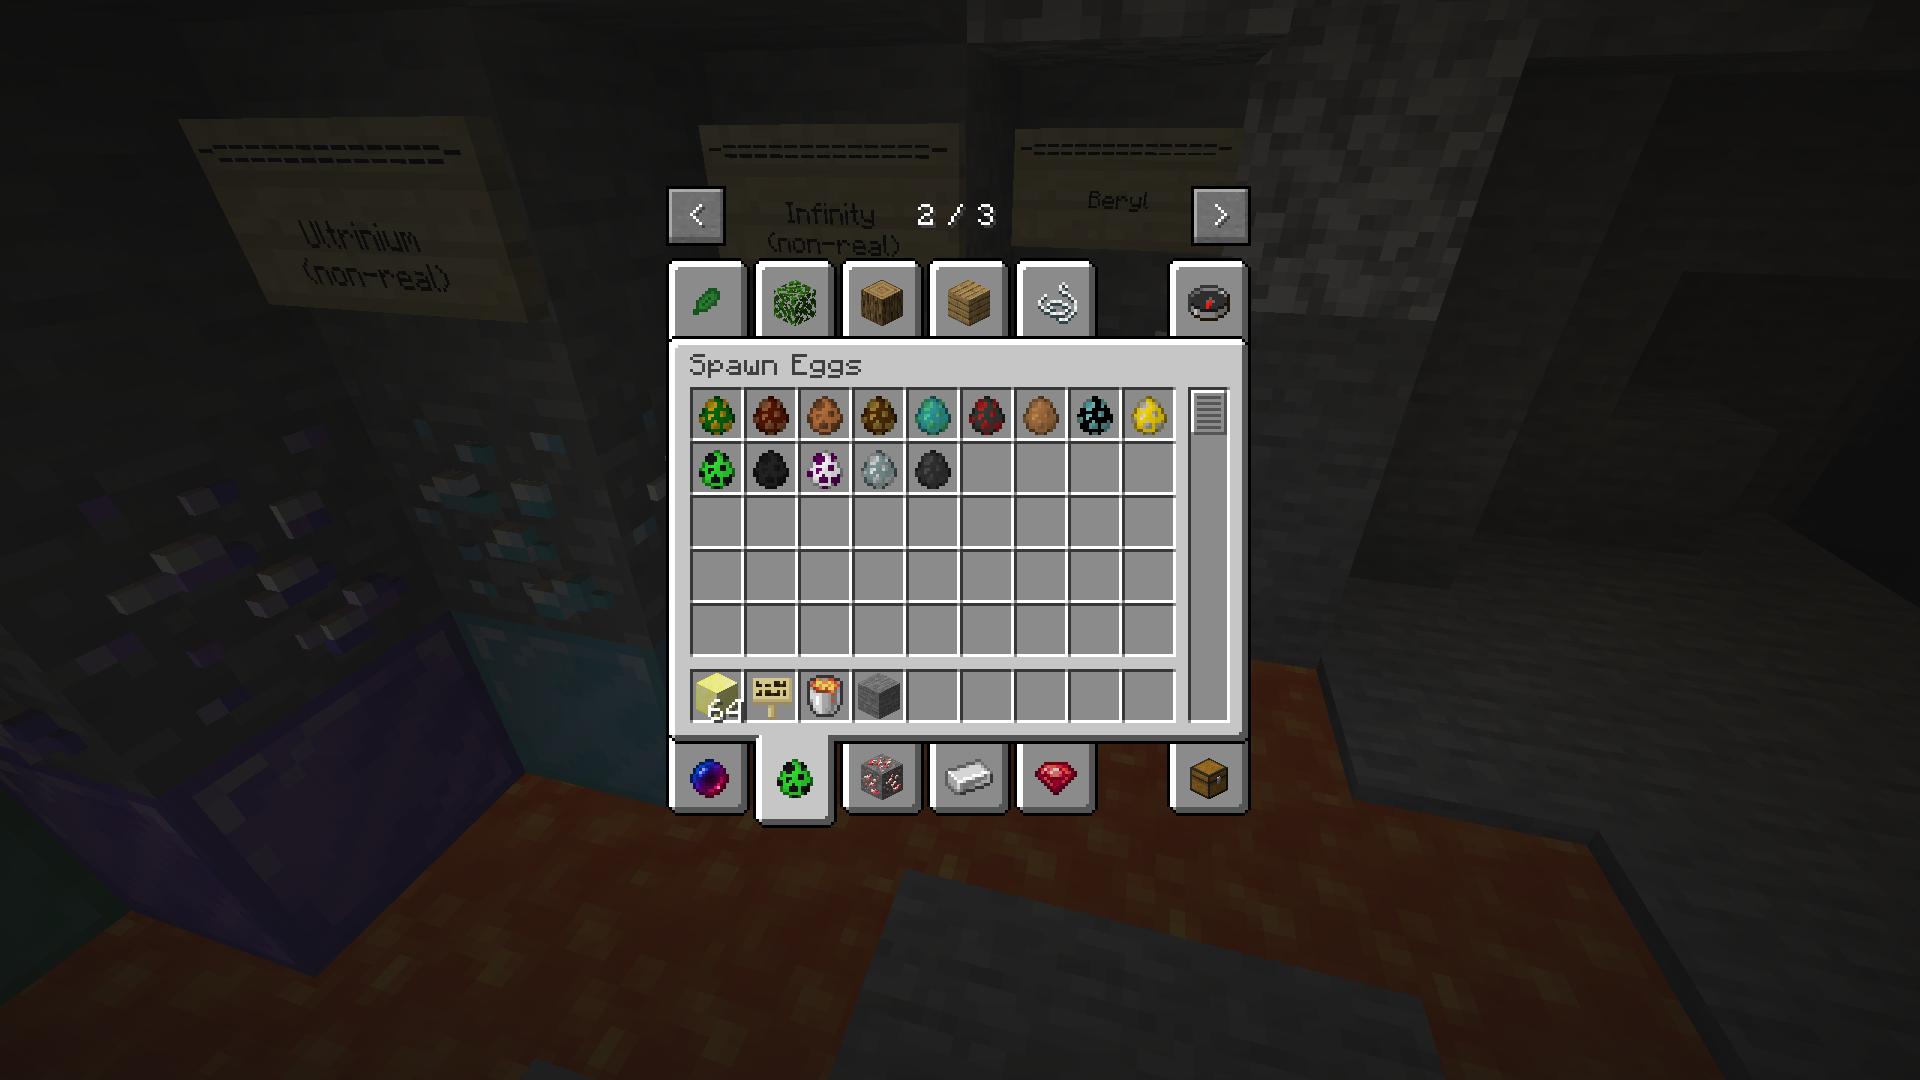 Ultrinium
(non-real)
Infinity
(non-real)
Beryl
< 2 / 3 >
Spawn Eggs
64